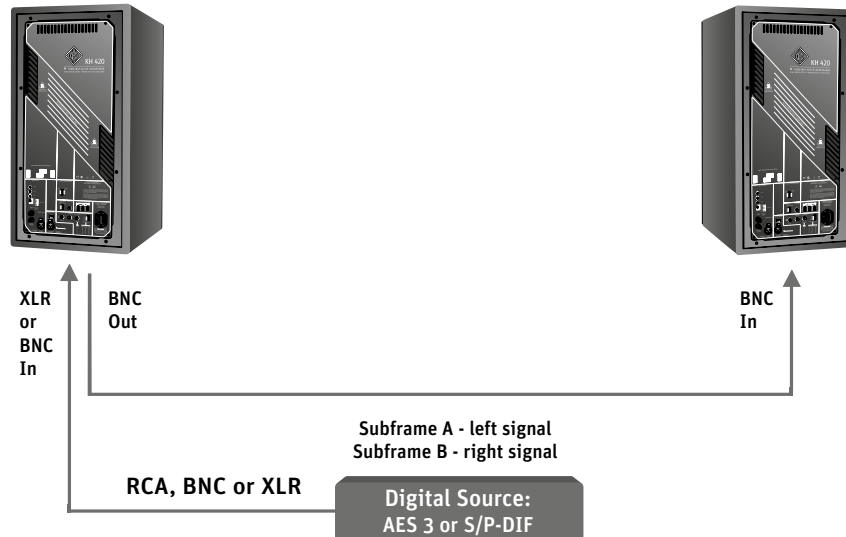 KH 420
KH 420
XLR
or
BNC
In
BNC
Out
BNC
In
Subframe A - left signal
Subframe B - right signal
RCA, BNC or XLR
Digital Source:
AES 3 or S/P-DIF